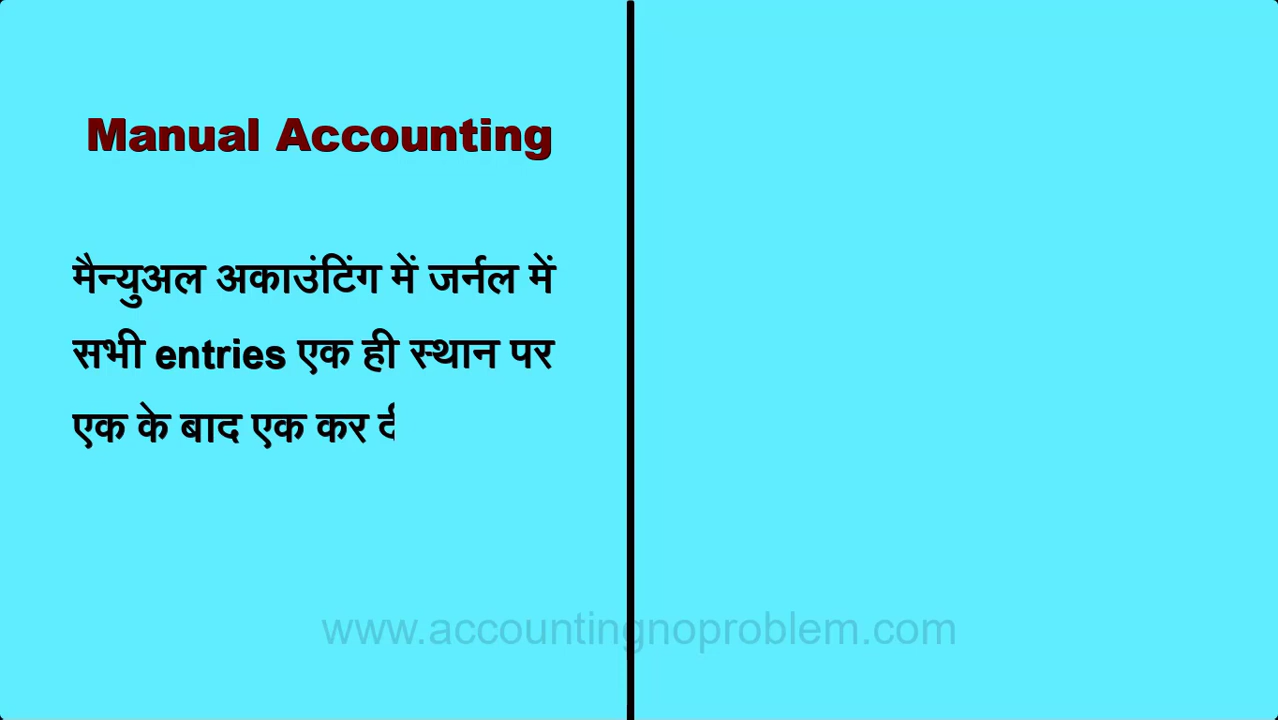 Manual Accounting
मैन्युअल अकाउंटिंग में जर्नल में
सभी entries एक ही स्थान पर
एक के बाद एक कर
www.accountingnoproblem.com